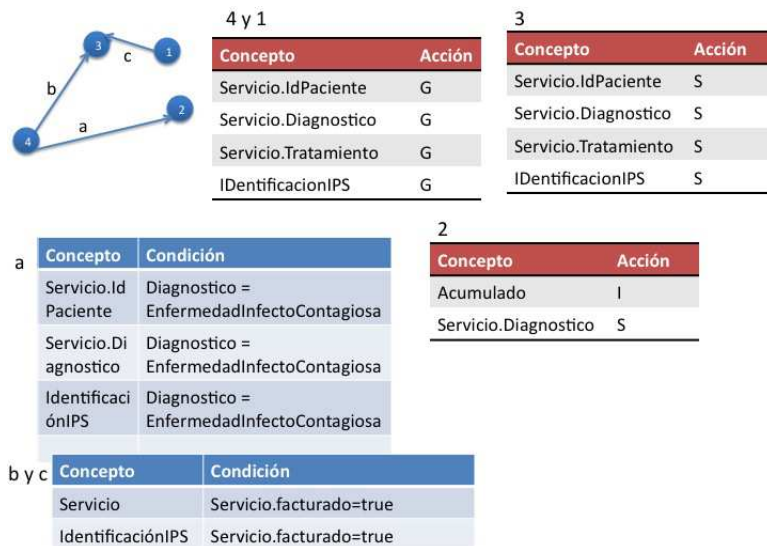 3
1
c
b
2
a
4
4 y 1
Concepto Acción
Servicio.IdPaciente G
Servicio.Diagnostico G
Servicio.Tratamiento G
IDentificacionIPS G
3
Concepto Acción
Servicio.IdPaciente S
Servicio.Diagnostico S
Servicio.Tratamiento S
IDentificacionIPS S
a
Concepto Condición
Servicio.Id Diagnostico =
Paciente EnfermedadInfectoContagiosa
Servicio.Di Diagnostico =
agnostico EnfermedadInfectoContagiosa
Identificaci Diagnostico =
ónIPS EnfermedadInfectoContagiosa
2
Concepto Acción
Acumulado I
Servicio.Diagnostico S
b y c
Concepto Condición
Servicio Servicio.facturado=true
IdentificaciónIPS Servicio.facturado=true